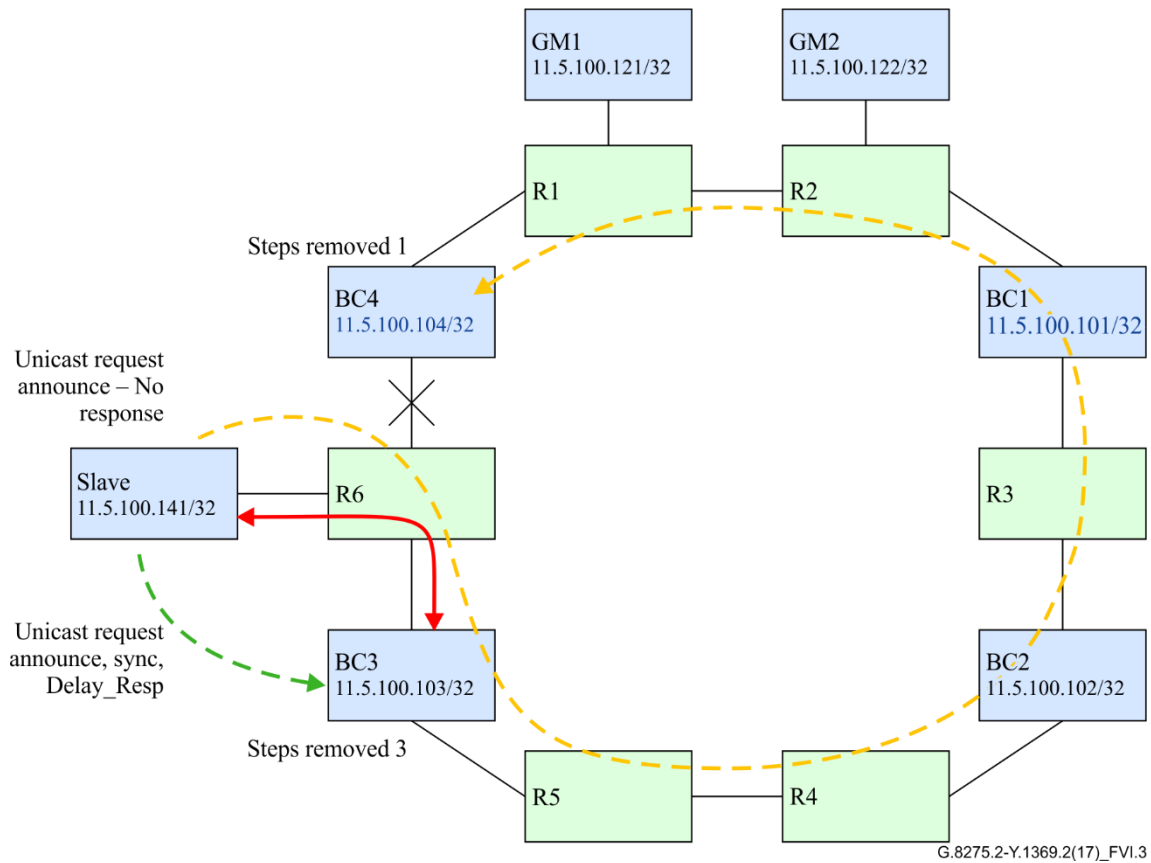 GM1
11.5.100.121/32
GM2
11.5.100.122/32
R1
R2
Steps removed 1
BC4
11.5.100.104/32
BC1
11.5.100.101/32
Unicast request
announce – No
response
Slave
11.5.100.141/32
R6
R3
Unicast request
announce, sync,
Delay_Resp
BC3
11.5.100.103/32
BC2
11.5.100.102/32
Steps removed 3
R5
R4
G.8275.2-Y.1369.2(17)_FVI.3